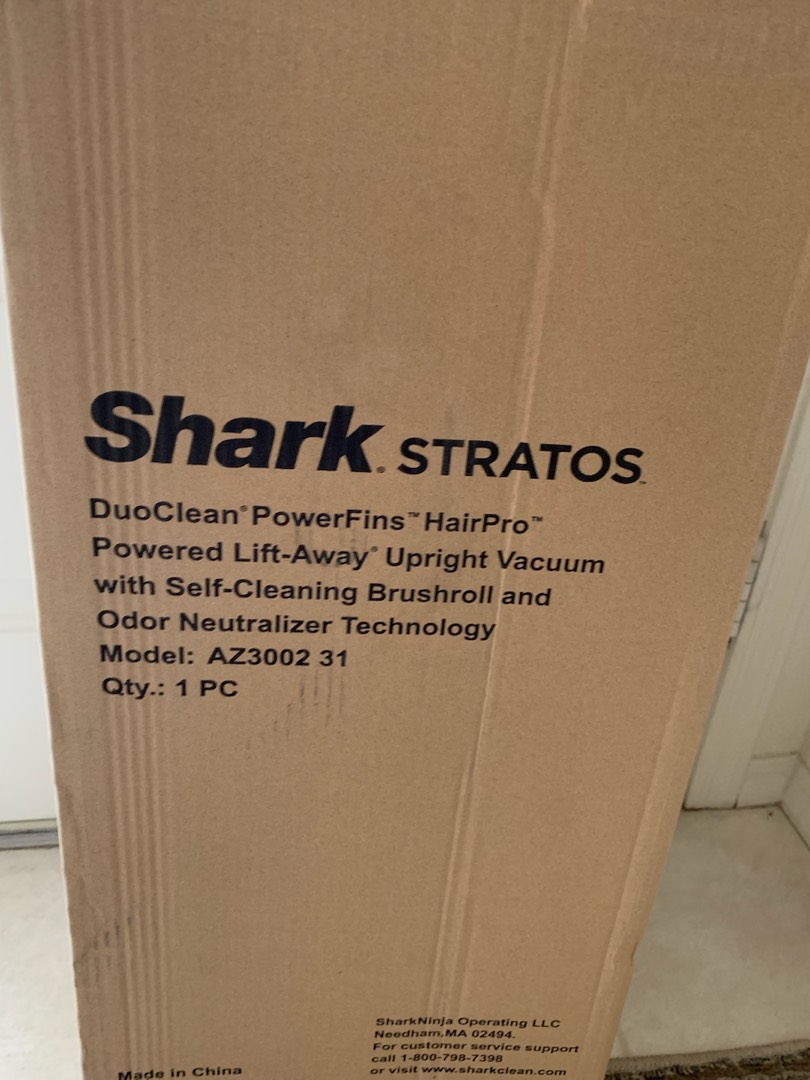 Shark® STRATOS™
DuoClean® PowerFins™ HairPro™
Powered Lift-Away® Upright Vacuum
with Self-Cleaning Brushroll and
Odor Neutralizer Technology
Model: AZ3002 31
Qty.: 1 PC
SharkNinja Operating LLC
Needham,MA 02494.
For customer service support
call 1-800-798-7398
or visit www.sharkclean.com
Made in China